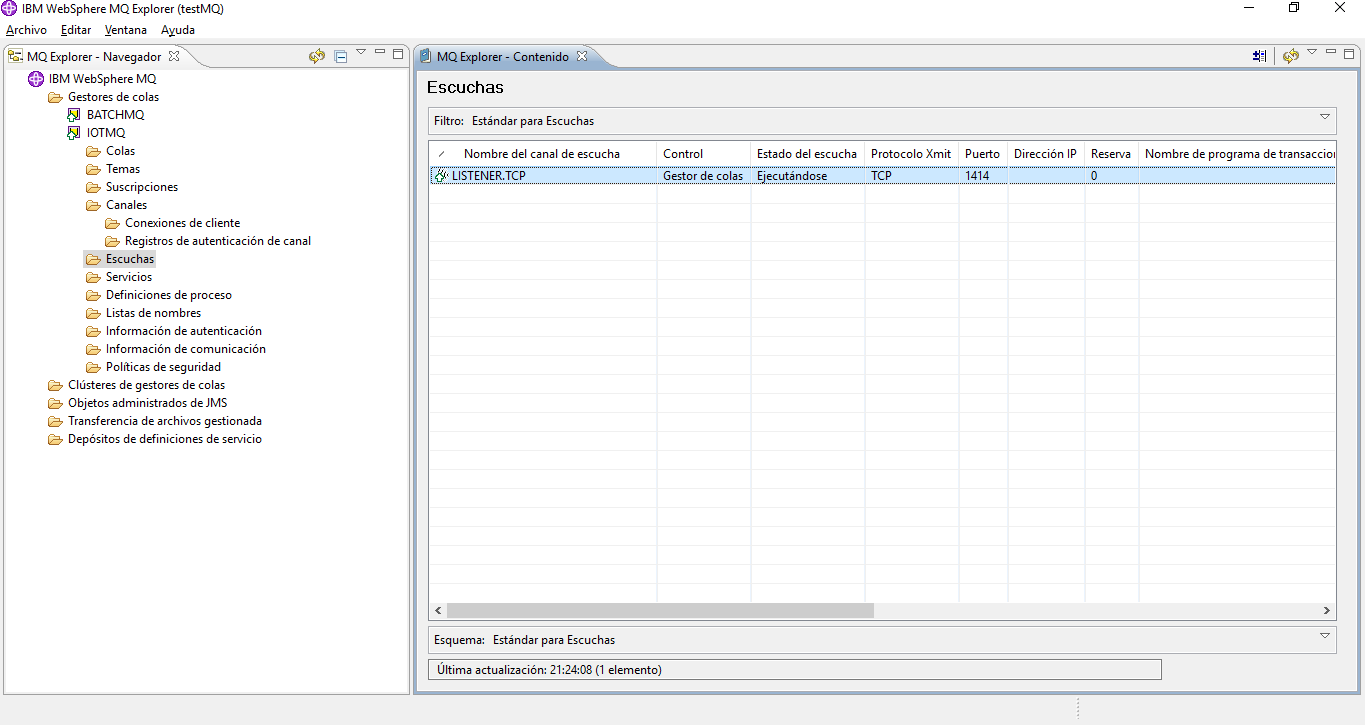 IBM WebSphere MQ Explorer (testMQ)
Archivo Editar Ventana Ayuda
MQ Explorer - Navegador
IBM WebSphere MQ
Gestores de colas
BATCHMQ
IOTMQ
Colas
Temas
Suscripciones
Canales
Conexiones de cliente
Registros de autenticación de canal
Escuchas
Servicios
Definiciones de proceso
Listas de nombres
Información de autenticación
Información de comunicación
Políticas de seguridad
Clústeres de gestores de colas
Objetos administrados de JMS
Transferencia de archivos gestionada
Depósitos de definiciones de servicio
MQ Explorer - Contenido
Escuchas
Filtro: Estándar para Escuchas
Nombre del canal de escucha Control Estado del escucha Protocolo Xmit Puerto Dirección IP Reserva Nombre de programa de transaccion
LISTENER.TCP Gestor de colas Ejecutándose TCP 1414 0
Esquema: Estándar para Escuchas
Última actualización: 21:24:08 (1 elemento)